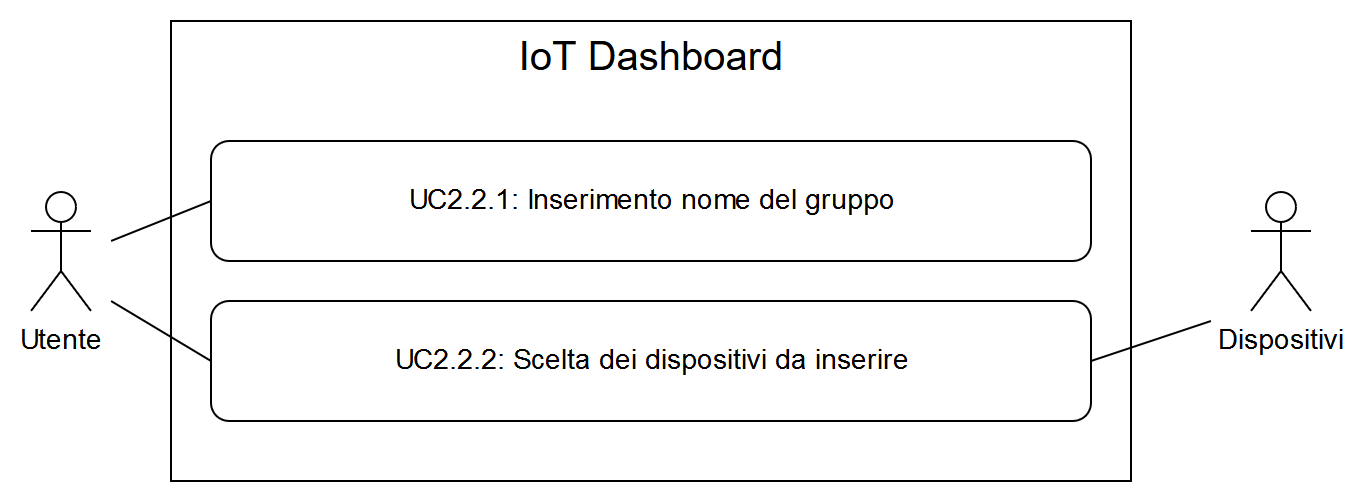 IoT Dashboard
UC2.2.1: Inserimento nome del gruppo
Utente
UC2.2.2: Scelta dei dispositivi da inserire
Dispositivi